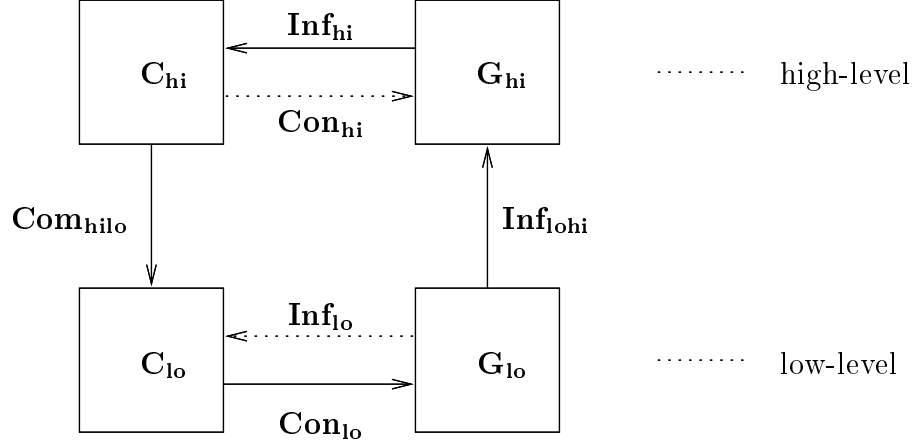 Inf_hi
C_hi
G_hi
high-level
Con_hi
Com_hilo
Inf_lohi
Inf_lo
C_lo
G_lo
low-level
Con_lo